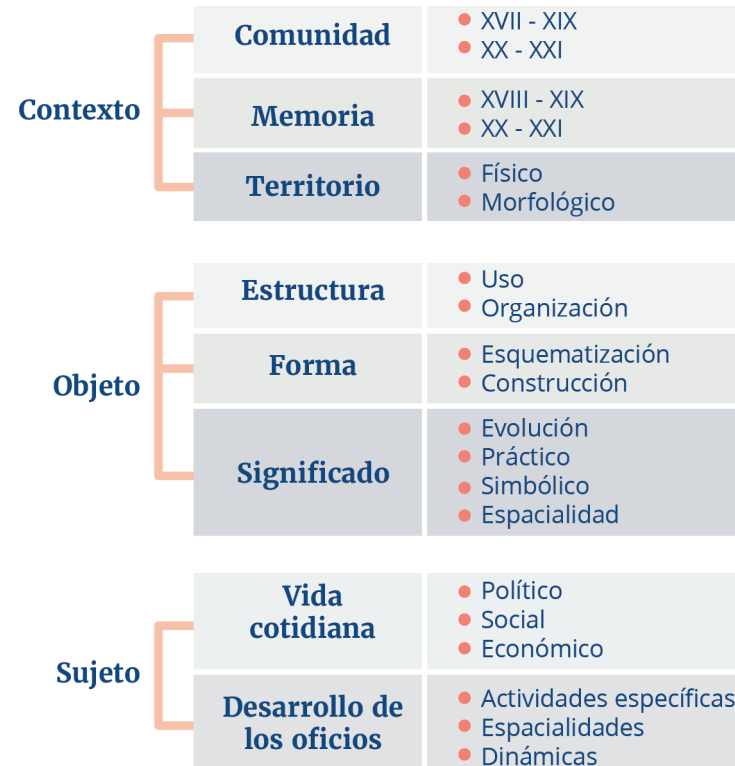 Contexto
Comunidad
XVII - XIX
XX - XXI
Memoria
XVIII - XIX
XX - XXI
Territorio
Físico
Morfológico
Objeto
Estructura
Uso
Organización
Forma
Esquematización
Construcción
Significado
Evolución
Práctico
Simbólico
Espacialidad
Sujeto
Vida
cotidiana
Político
Social
Económico
Desarrollo de
los oficios
Actividades específicas
Espacialidades
Dinámicas